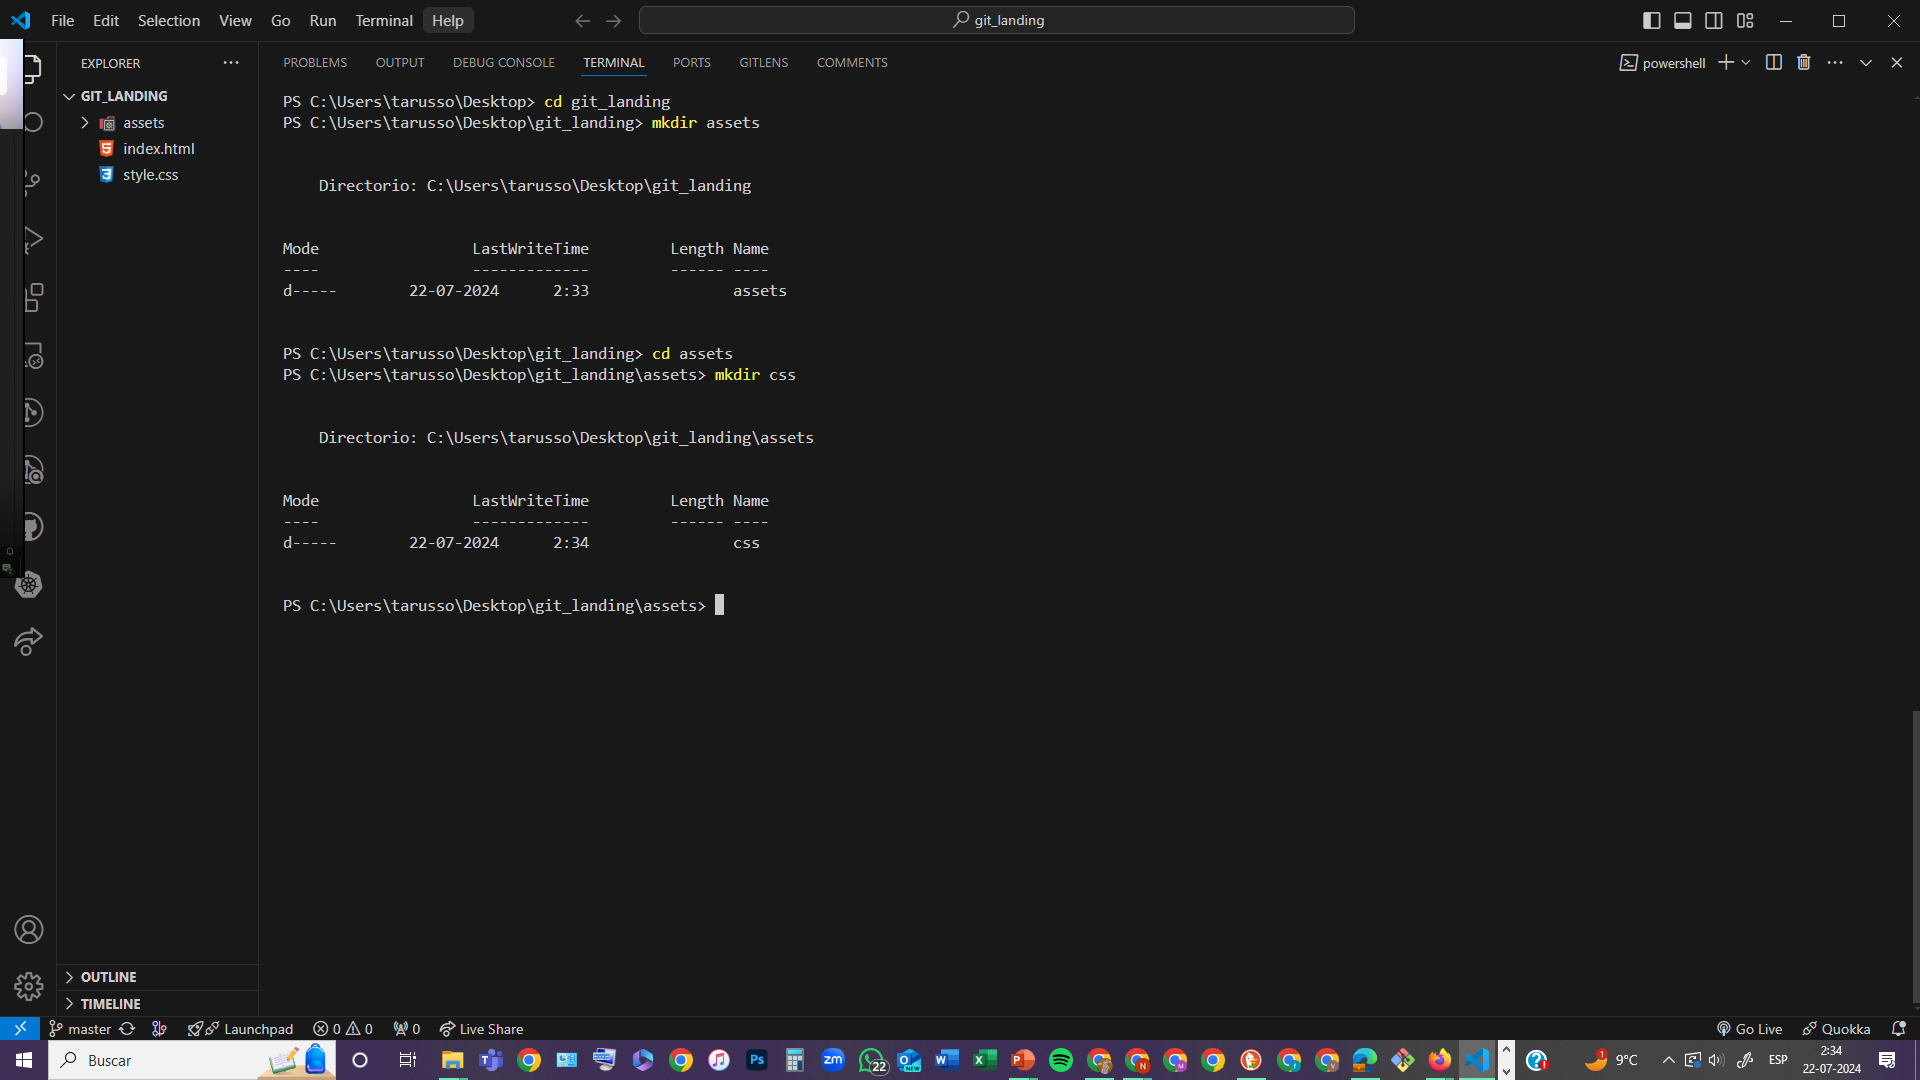 File Edit Selection View Go Run Terminal Help
git_landing
EXPLORER
GIT_LANDING
assets
index.html
style.css
OUTLINE
TIMELINE
PROBLEMS OUTPUT DEBUG CONSOLE TERMINAL PORTS GITLENS COMMENTS
powershell
PS C:\Users\tarusso\Desktop> cd git_landing
PS C:\Users\tarusso\Desktop\git_landing> mkdir assets
Directorio: C:\Users\tarusso\Desktop\git_landing
Mode LastWriteTime Length Name
---- ------------- ------ ----
d----- 22-07-2024 2:33 assets
PS C:\Users\tarusso\Desktop\git_landing> cd assets
PS C:\Users\tarusso\Desktop\git_landing\assets> mkdir css
Directorio: C:\Users\tarusso\Desktop\git_landing\assets
Mode LastWriteTime Length Name
---- ------------- ------ ----
d----- 22-07-2024 2:34 css
PS C:\Users\tarusso\Desktop\git_landing\assets>
master Launchpad 0 0 0 Live Share Go Live Quokka
Buscar
zm
22
NEW
Ps
1
9°C
ESP
2:34
22-07-2024